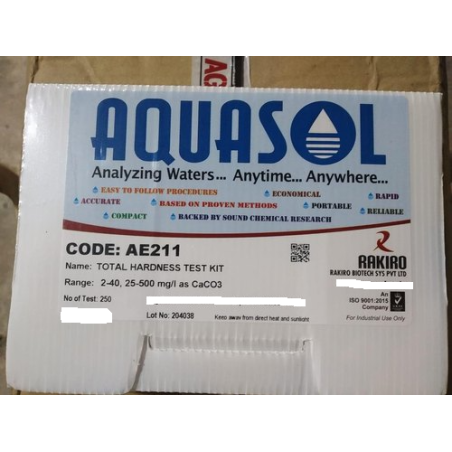 AG
AQUASOL
Analyzing Waters... Anytime... Anywhere...
EASY TO FOLLOW PROCEDURES ECONOMICAL RAPID
ACCURATE BASED ON PROVEN METHODS PORTABLE RELIABLE
COMPACT BACKED BY SOUND CHEMICAL RESEARCH
CODE: AE211
Name: TOTAL HARDNESS TEST KIT
Range: 2-40, 25-500 mg/l as CaCO3
No of Test: 250
Lot No: 204038
Keep away from direct heat and sunlight
RAKIRO
RAKIRO BIOTECH SYS PVT LTD
An
ISO 9001:2015
Company
For Industrial Use Only